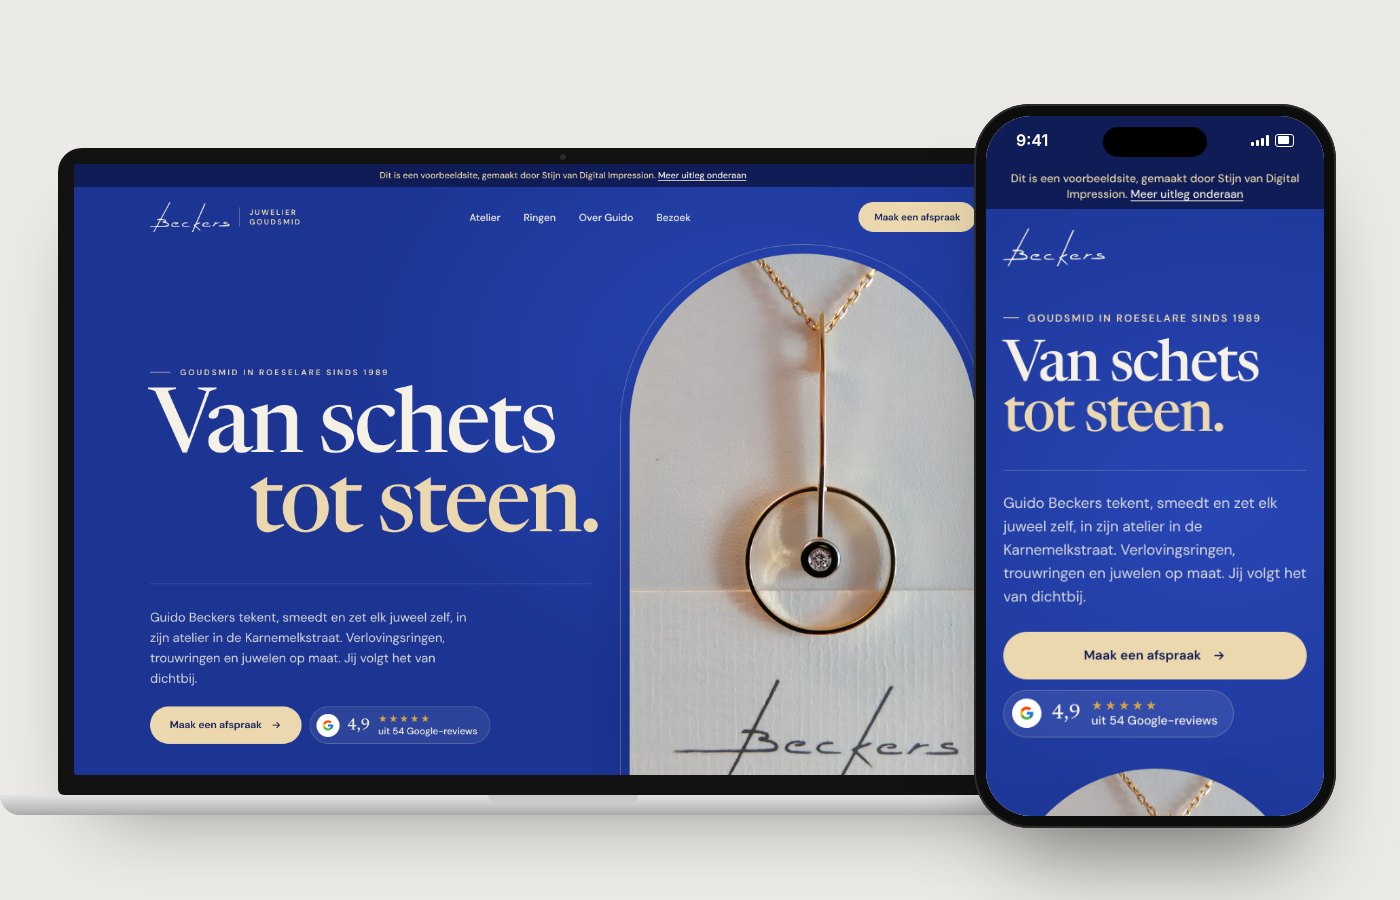 Dit is een voorbeeldsite, gemaakt door Stijn van Digital Impression. Meer uitleg onderaan
Beckers
JUWELIER
GOUDSMID
Atelier
Ringen
Over Guido
Bezoek
Maak een afspraak
GOUDSMID IN ROESELARE SINDS 1989
Van schets
tot steen.
Guido Beckers tekent, smeedt en zet elk juweel zelf, in
zijn atelier in de Karnemelkstraat. Verlovingsringen,
trouwringen en juwelen op maat. Jij volgt het van
dichtbij.
Maak een afspraak →
G
4,9
★★★★★
uit 54 Google-reviews
Beckers
9:41
Dit is een voorbeeldsite, gemaakt door Stijn van Digital
Impression. Meer uitleg onderaan
Beckers
GOUDSMID IN ROESELARE SINDS 1989
Van schets
tot steen.
Guido Beckers tekent, smeedt en zet elk
juweel zelf, in zijn atelier in de
Karnemelkstraat. Verlovingsringen,
trouwringen en juwelen op maat. Jij volgt het
van dichtbij.
Maak een afspraak →
G
4,9
★★★★★
uit 54 Google-reviews